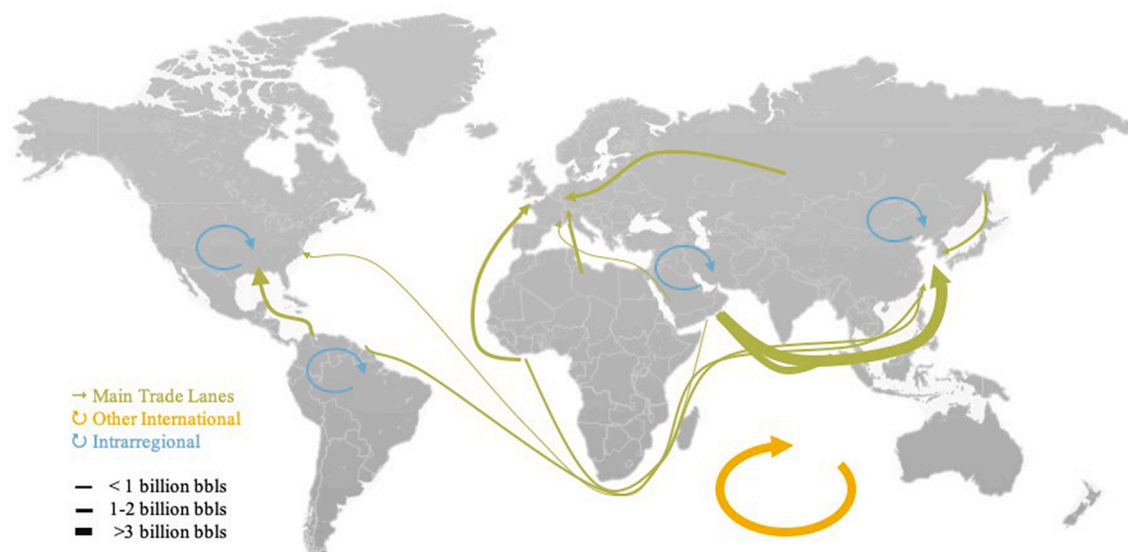 → Main Trade Lanes
↻ Other International
↻ Intrarregional
< 1 billion bbls
1-2 billion bbls
>3 billion bbls